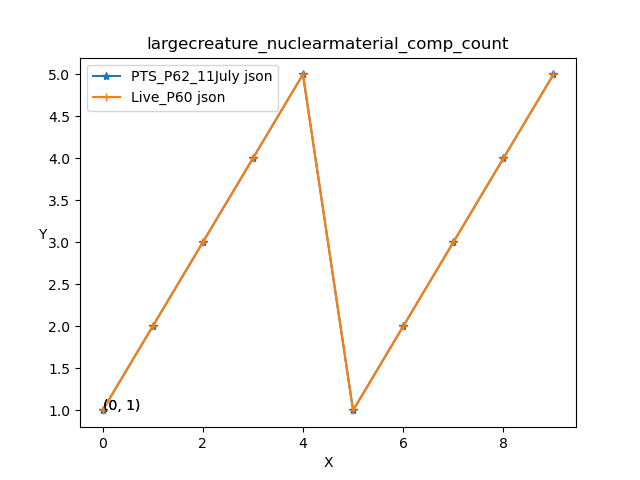 largecreature_nuclearmaterial_comp_count
PTS_P62_11July json
Live_P60 json
5.0
4.5
4.0
3.5
3.0
2.5
2.0
1.5
1.0
Y
(0, 1)
0 2 4 6 8
X